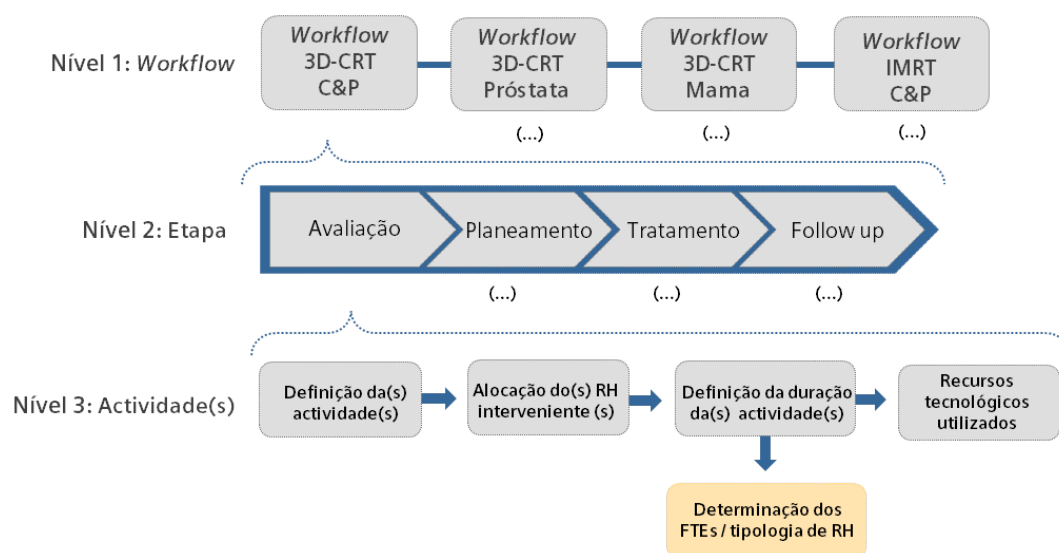 Nível 1: Workflow
Workflow
3D-CRT
C&P
Workflow
3D-CRT
Próstata
Workflow
3D-CRT
Mama
Workflow
IMRT
C&P
(...)
(...)
(...)
Nível 2: Etapa
Avaliação
Planeamento
Tratamento
Follow up
(...)
(...)
(...)
Nível 3: Actividade(s)
Definição da(s)
actividade(s)
Alocação do(s) RH
interveniente (s)
Definição da duração
da(s) actividade(s)
Recursos
tecnológicos
utilizados
Determinação dos
FTEs / tipologia de RH